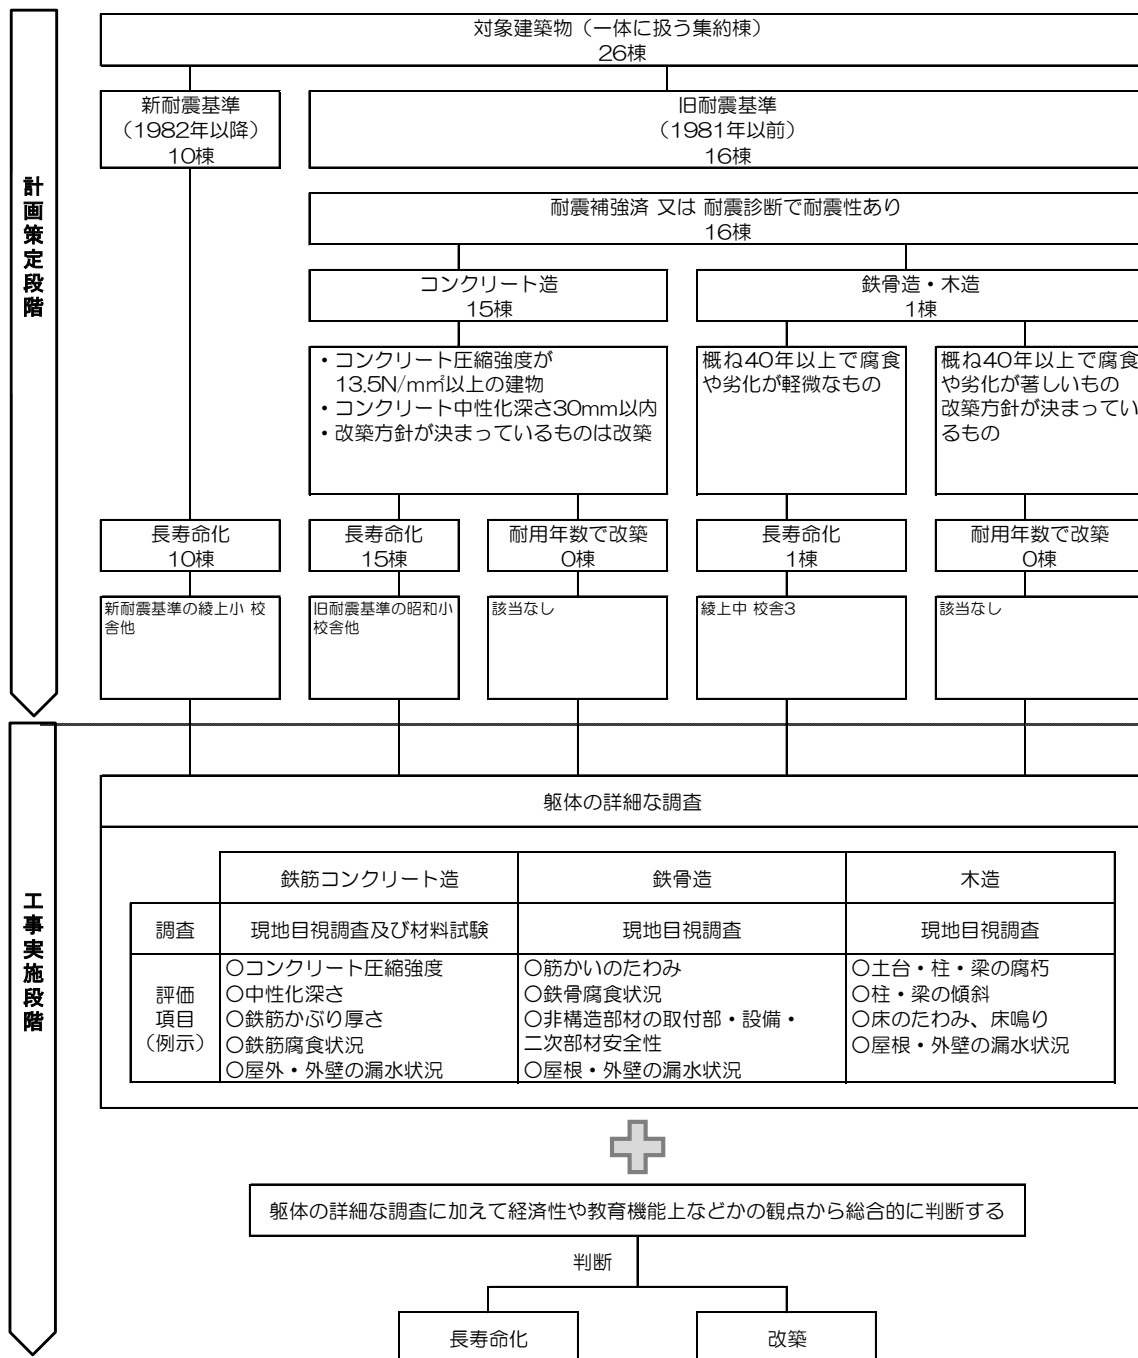 計画策定段階
対象建築物（一体に扱う集約棟）
26棟
新耐震基準
（1982年以降）
10棟
旧耐震基準
（1981年以前）
16棟
耐震補強済 又は 耐震診断で耐震性あり
16棟
コンクリート造
15棟
鉄骨造・木造
1棟
・コンクリート圧縮強度が
13.5N/㎟以上の建物
・コンクリート中性化深さ30mm以内
・改築方針が決まっているものは改築
概ね40年以上で腐食
や劣化が軽微なもの
概ね40年以上で腐食
や劣化が著しいもの
改築方針が決まってい
るもの
長寿命化
10棟
長寿命化
15棟
耐用年数で改築
0棟
長寿命化
1棟
耐用年数で改築
0棟
新耐震基準の綾上小 校
舎他
旧耐震基準の昭和小
校舎他
該当なし
綾上中 校舎3
該当なし
工事実施段階
躯体の詳細な調査
鉄筋コンクリート造
鉄骨造
木造
調査
現地目視調査及び材料試験
現地目視調査
現地目視調査
評価
項目
（例示）
○コンクリート圧縮強度
○中性化深さ
○鉄筋かぶり厚さ
○鉄筋腐食状況
○屋外・外壁の漏水状況
○筋かいのたわみ
○鉄骨腐食状況
○非構造部材の取付部・設備・
二次部材安全性
○屋根・外壁の漏水状況
○土台・柱・梁の腐朽
○柱・梁の傾斜
○床のたわみ、床鳴り
○屋根・外壁の漏水状況
躯体の詳細な調査に加えて経済性や教育機能上などかの観点から総合的に判断する
判断
長寿命化
改築